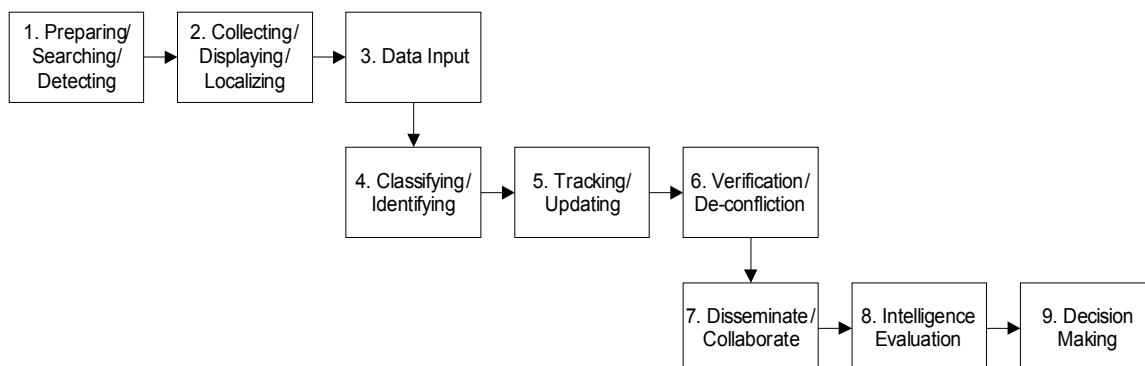 1. Preparing/
Searching/
Detecting
2. Collecting/
Displaying/
Localizing
3. Data Input
4. Classifying/
Identifying
5. Tracking/
Updating
6. Verification/
De-confliction
7. Disseminate/
Collaborate
8. Intelligence
Evaluation
9. Decision
Making